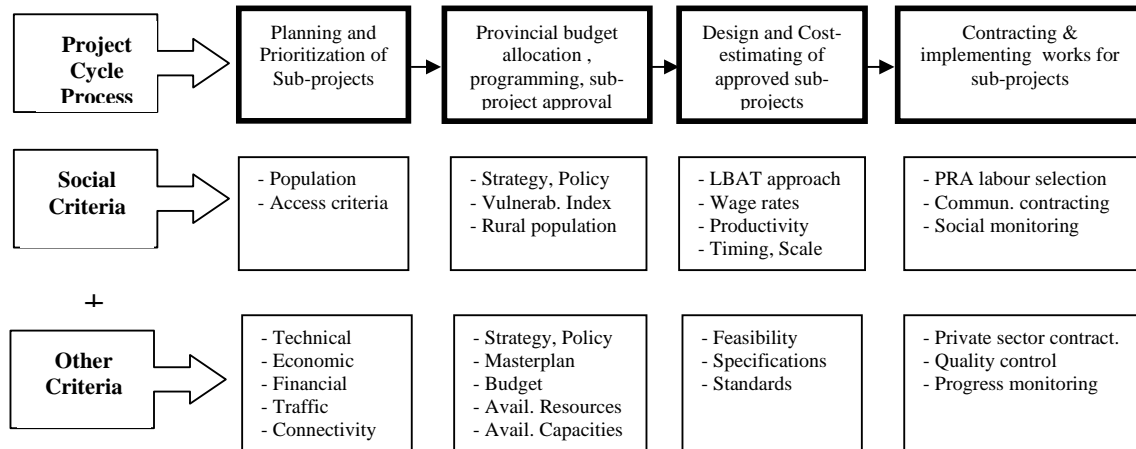 Project
Cycle
Process
Planning and
Prioritization of
Sub-projects
Provincial budget
allocation ,
programming, sub-
project approval
Design and Cost-
estimating of
approved sub-
projects
Contracting &
implementing works for
sub-projects
Social
Criteria
- Population
- Access criteria
- Strategy, Policy
- Vulnerab. Index
- Rural population
- LBAT approach
- Wage rates
- Productivity
- Timing, Scale
- PRA labour selection
- Commun. contracting
- Social monitoring
+
Other
Criteria
- Technical
- Economic
- Financial
- Traffic
- Connectivity
- Strategy, Policy
- Masterplan
- Budget
- Avail. Resources
- Avail. Capacities
- Feasibility
- Specifications
- Standards
- Private sector contract.
- Quality control
- Progress monitoring